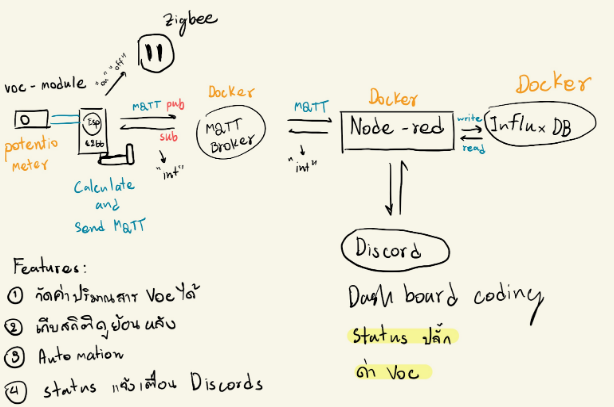 Zigbee
"on" "off"
voc - module
potentio
meter
Esp
Calculate
and
Send MQTT
MQTT pub
sub
"int"
Docker
MQTT
Broker
MQTT
"int"
Docker
Node - red
write
read
Docker
Influx DB
Discord
Dash board coding
status ปลั๊ก
ค่า Voc
Features:
① วัดค่าปริมาณสาร Voc ได้
② เก็บสถิติดูย้อนหลัง
③ Automation
④ status แจ้งเตือน Discords